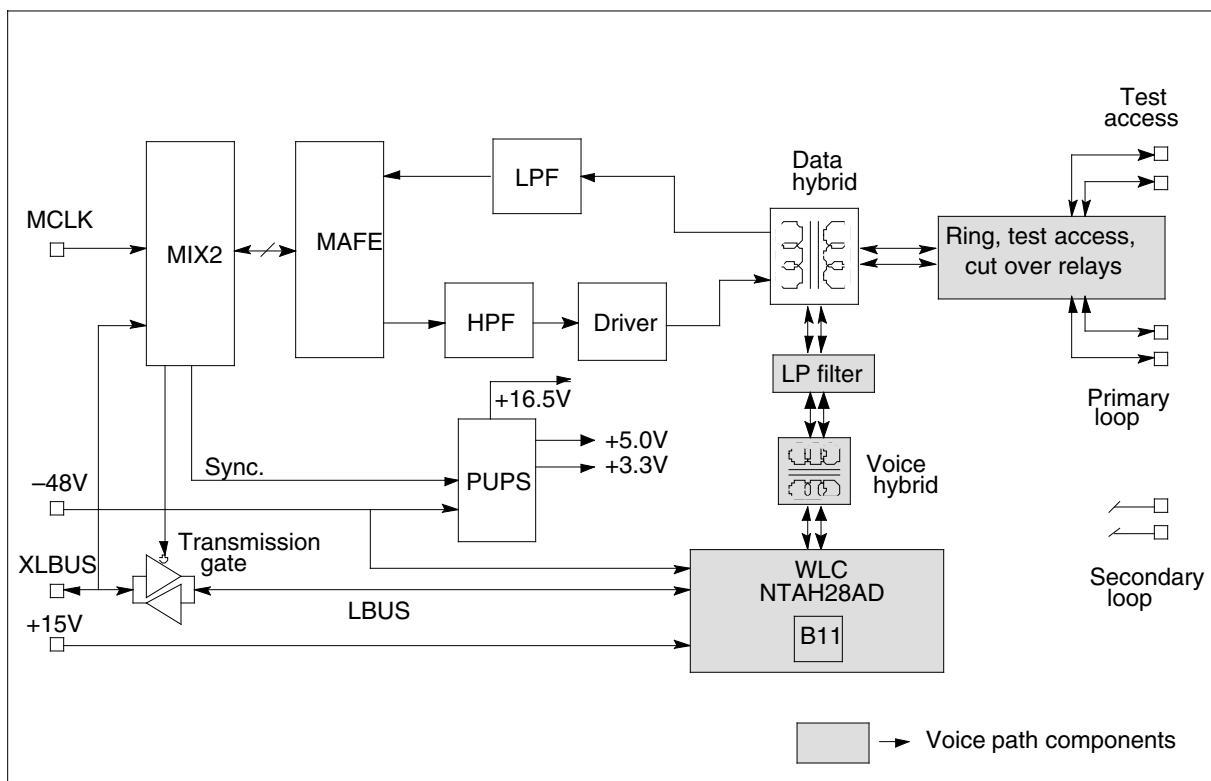 Test
access
Data
hybrid
LPF
MCLK
MIX2
MAFE
Ring, test access,
cut over relays
HPF
Driver
LP filter
+16.5V
Primary
loop
+5.0V
+3.3V
Sync.
PUPS
Voice
hybrid
–48V
Transmission
gate
XLBUS
WLC
NTAH28AD
Secondary
loop
LBUS
+15V
B11
Voice path components